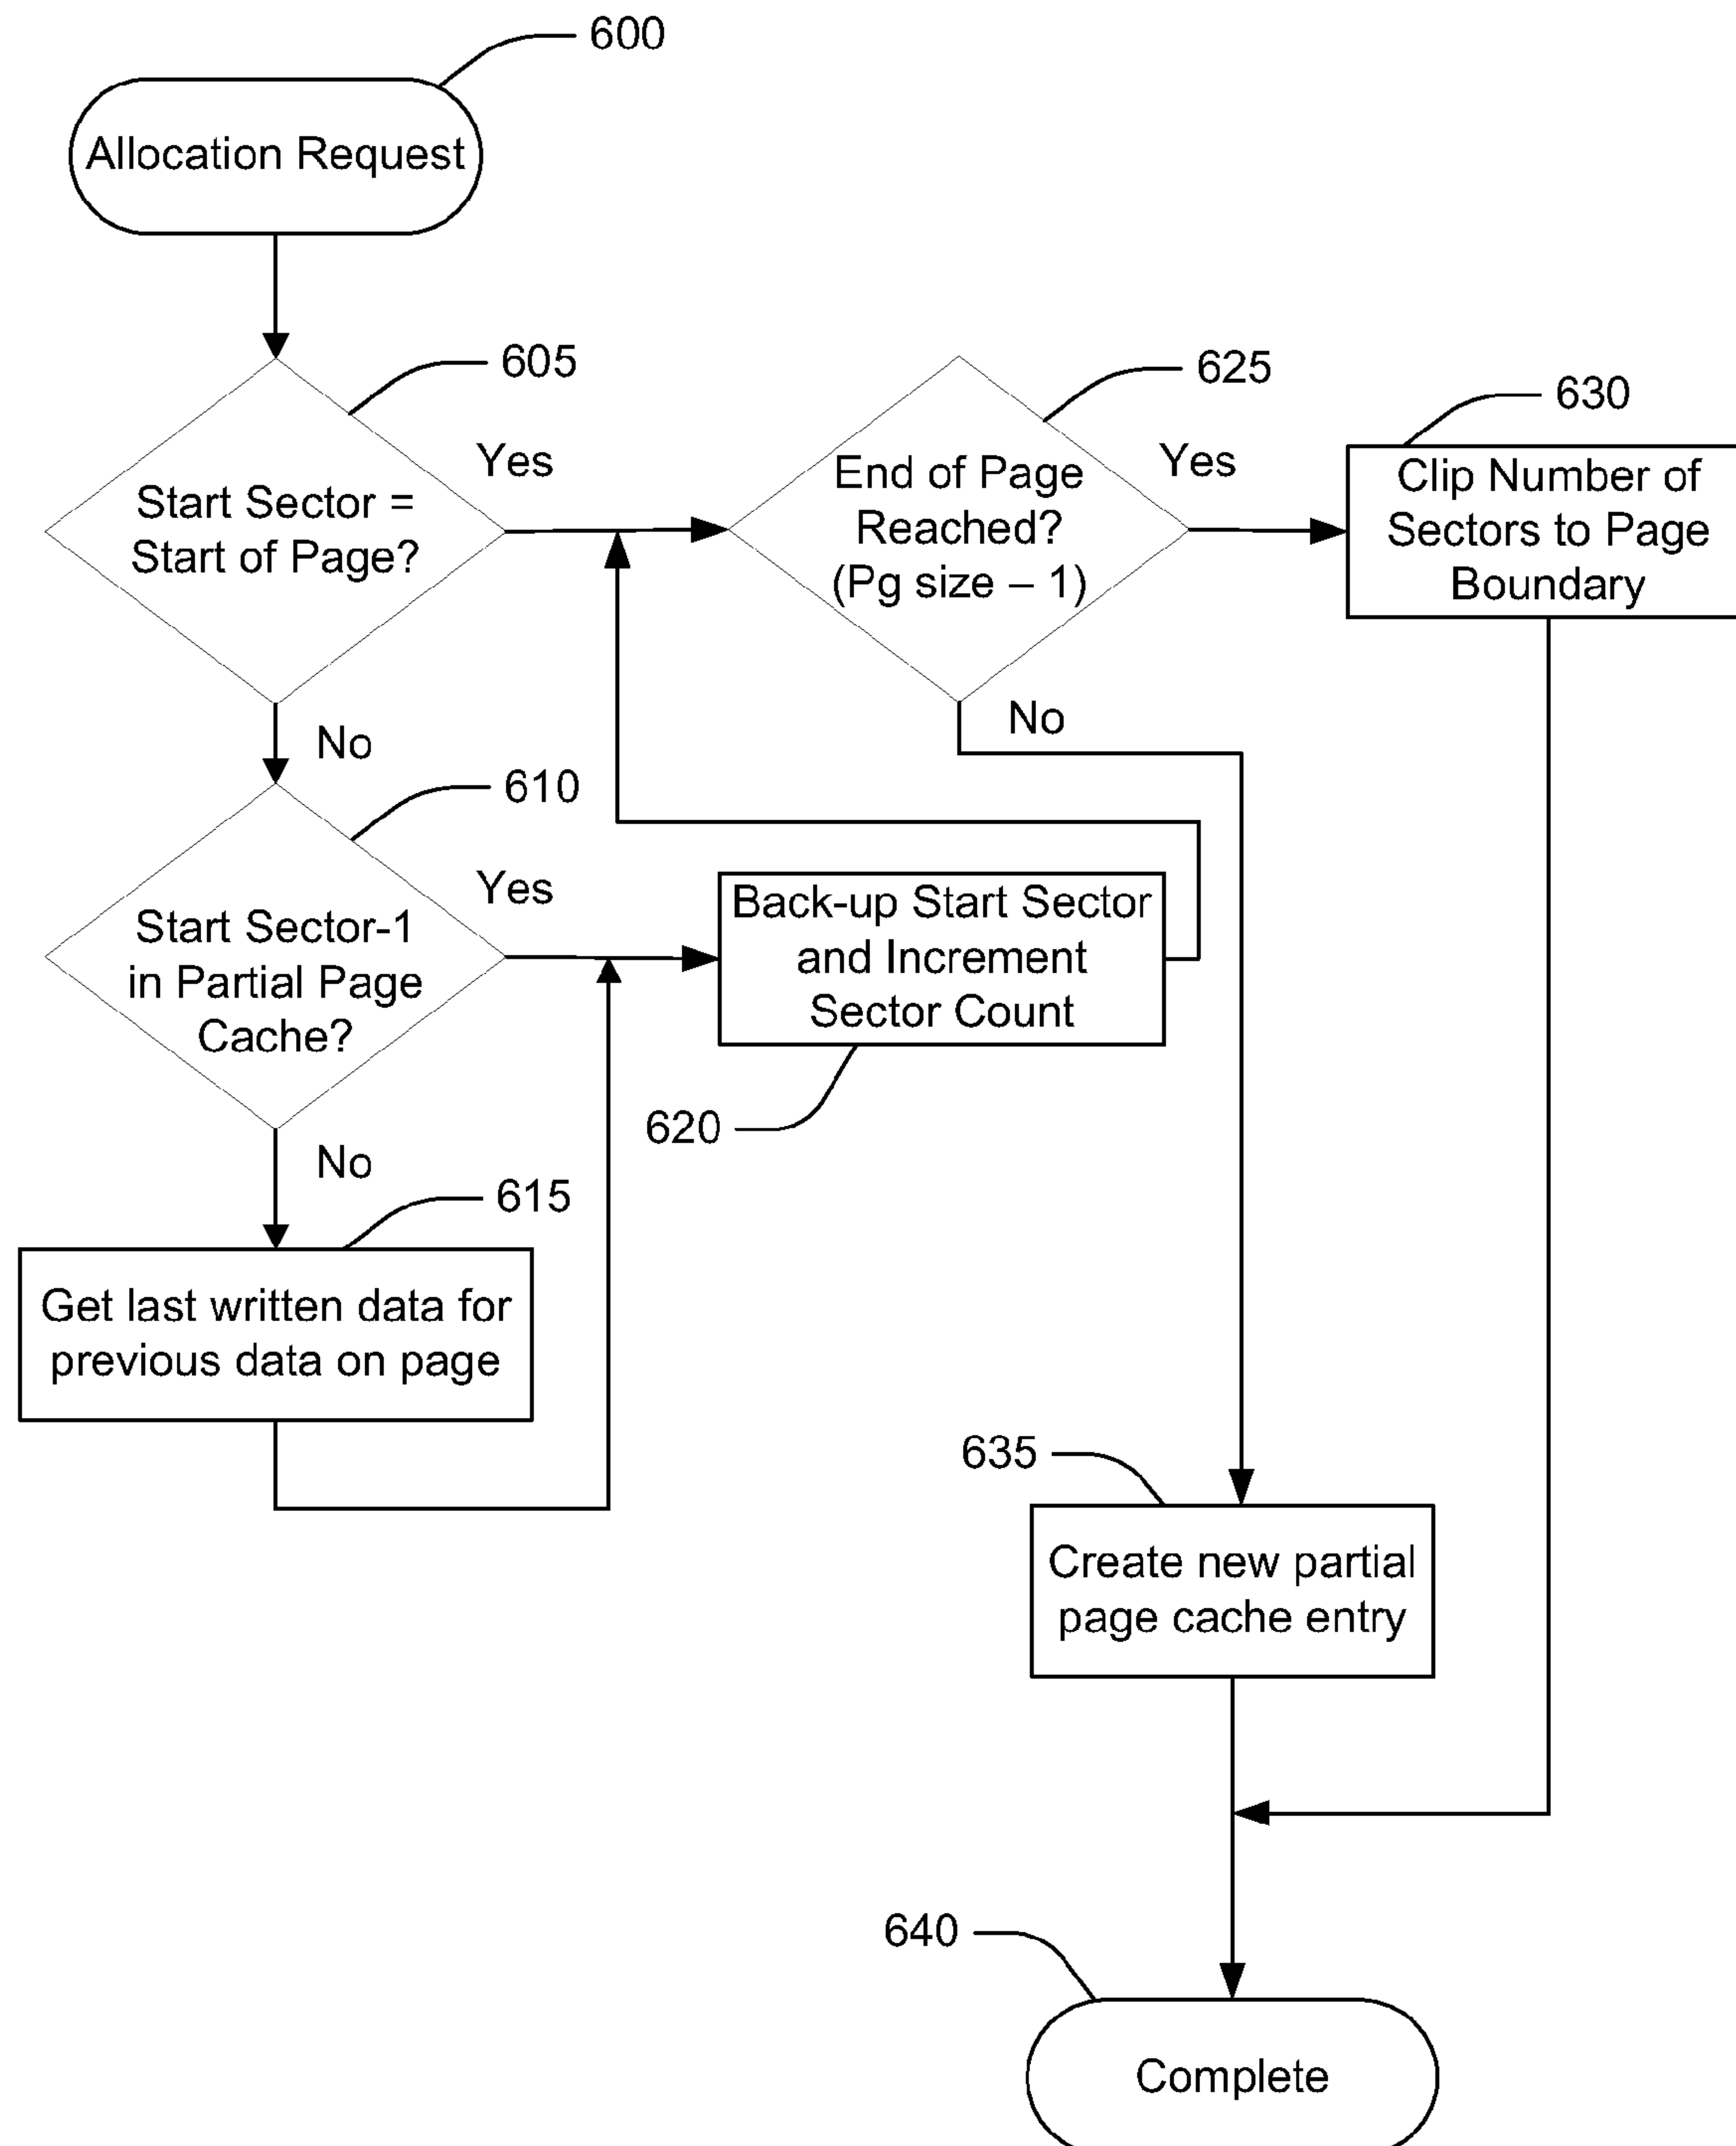 600
Allocation Request
605
Start Sector =
Start of Page?
Yes
No
625
End of Page
Reached?
(Pg size – 1)
Yes
No
630
Clip Number of
Sectors to Page
Boundary
610
Start Sector-1
in Partial Page
Cache?
Yes
No
Back-up Start Sector
and Increment
Sector Count
620
615
Get last written data for
previous data on page
635
Create new partial
page cache entry
640
Complete